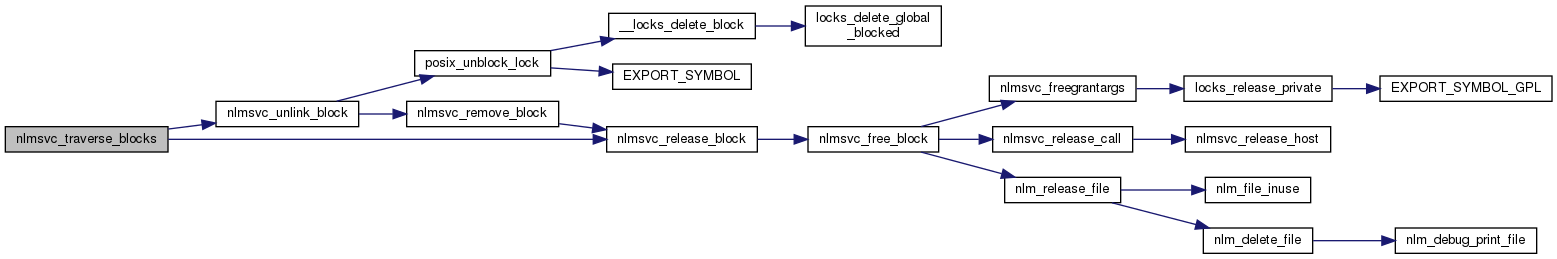 nlmsvc_traverse_blocks
nlmsvc_unlink_block
posix_unblock_lock
__locks_delete_block
locks_delete_global
_blocked
EXPORT_SYMBOL
nlmsvc_remove_block
nlmsvc_release_block
nlmsvc_free_block
nlmsvc_freegrantargs
locks_release_private
EXPORT_SYMBOL_GPL
nlmsvc_release_call
nlmsvc_release_host
nlm_release_file
nlm_file_inuse
nlm_delete_file
nlm_debug_print_file